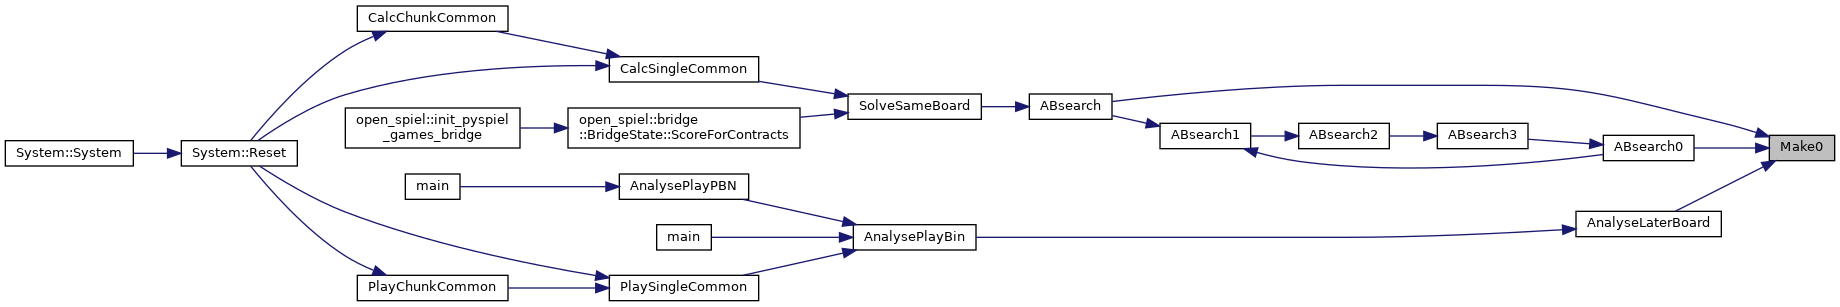 CalcChunkCommon
CalcSingleCommon
SolveSameBoard
ABsearch
open_spiel::init_pyspiel
_games_bridge
open_spiel::bridge
::BridgeState::ScoreForContracts
ABsearch1
ABsearch2
ABsearch3
ABsearch0
Make0
System::System
System::Reset
main
AnalysePlayPBN
AnalyseLaterBoard
main
AnalysePlayBin
PlayChunkCommon
PlaySingleCommon